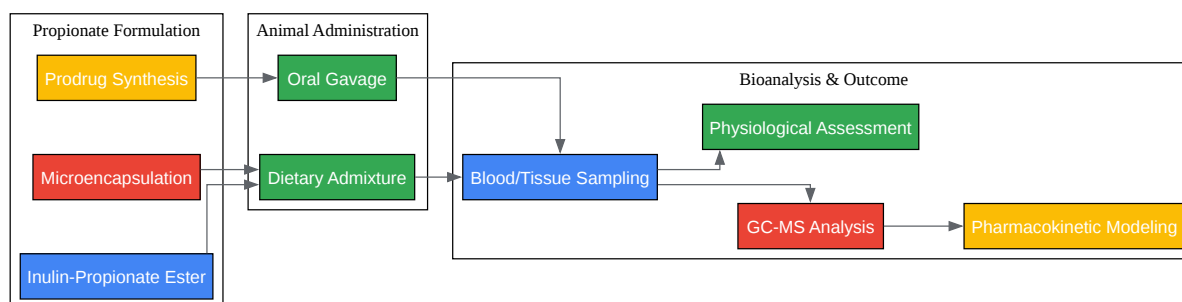 Propionate Formulation
Prodrug Synthesis
Microencapsulation
Inulin-Propionate Ester
Animal Administration
Oral Gavage
Dietary Admixture
Bioanalysis & Outcome
Physiological Assessment
Blood/Tissue Sampling
GC-MS Analysis
Pharmacokinetic Modeling